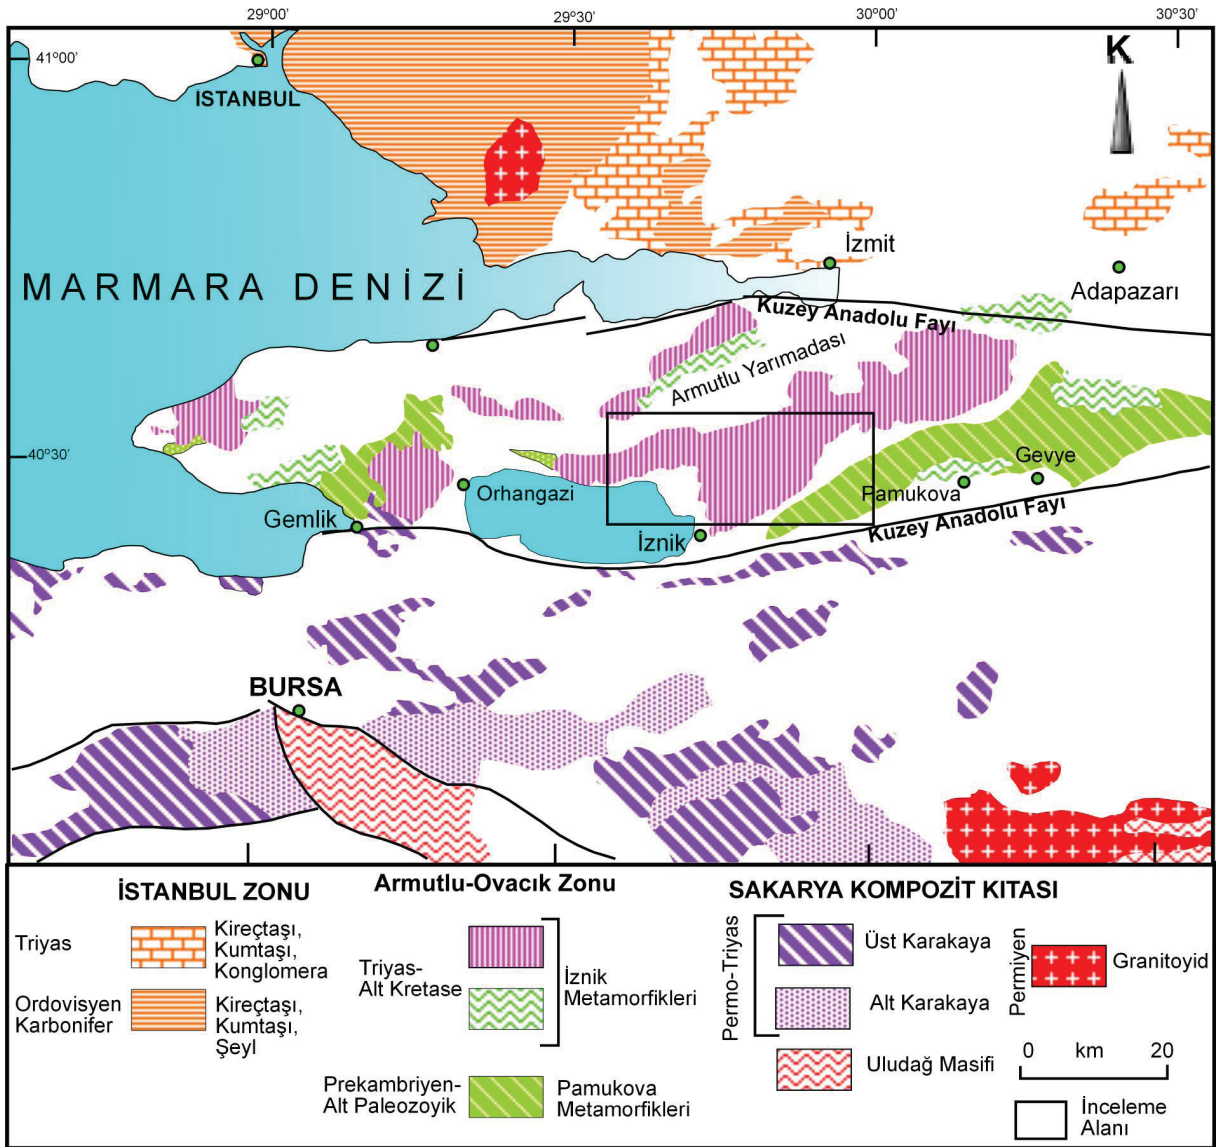 29°00'
29°30'
30°00'
30°30'
41°00'
K
İSTANBUL
İzmit
MARMARA DENİZİ
Adapazarı
Kuzey Anadolu Fayı
Armutlu Yarımadası
40°30'
Gevye
Orhangazi
Pamukova
Gemlik
İznik
Kuzey Anadolu Fayı
BURSA
İSTANBUL ZONU
Triyas
Kireçtaşı,
Kumtaşı,
Konglomera
Ordovisyen
Karbonifer
Kireçtaşı,
Kumtaşı,
Şeyl
Armutlu-Ovacık Zonu
Triyas-
Alt Kretase
İznik
Metamorfikleri
Prekambriyen-
Alt Paleozoyik
Pamukova
Metamorfikleri
SAKARYA KOMPOZİT KITASI
Permo-Triyas
Üst Karakaya
Alt Karakaya
Uludağ Masifi
Permiyen
Granitoyid
0 km 20
İnceleme
Alanı